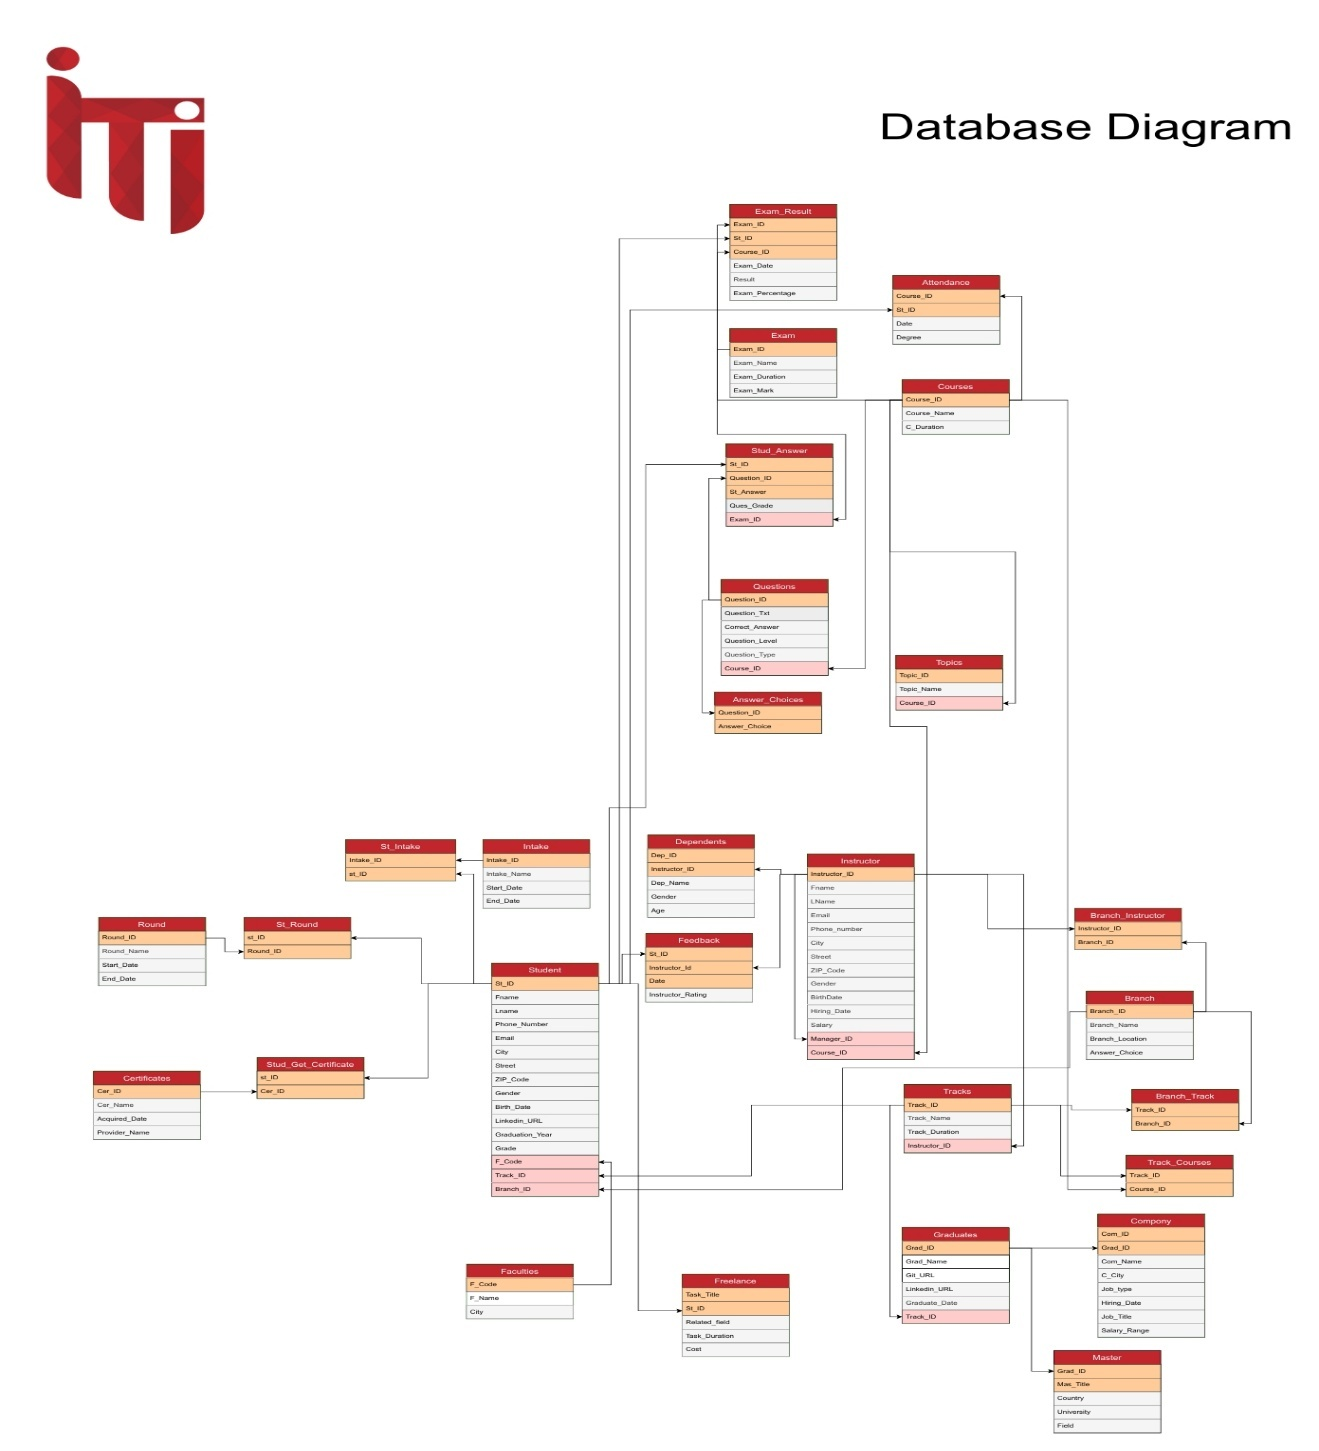 iTi
Database Diagram
Exam_Result
Exam_ID
St_ID
Course_ID
Exam_Date
Result
Exam_Percentage
Attendance
Course_ID
St_ID
Date
Degree
Exam
Exam_ID
Exam_Name
Exam_Duration
Exam_Mark
Courses
Course_ID
Course_Name
C_Duration
Stud_Answer
St_ID
Question_ID
St_Answer
Ques_Grade
Exam_ID
Questions
Question_ID
Question_Txt
Correct_Answer
Question_Level
Question_Type
Course_ID
Topics
Topic_ID
Topic_Name
Course_ID
Answer_Choices
Question_ID
Answer_Choice
St_Intake
Intake_ID
st_ID
Intake
Intake_ID
Intake_Name
Start_Date
End_Date
Dependents
Dep_ID
Instructor_ID
Dep_Name
Gender
Age
Instructor
Instructor_ID
Fname
LName
Email
Phone_number
City
Street
ZIP_Code
Gender
BirthDate
Hiring_Date
Salary
Manager_ID
Course_ID
Branch_Instructor
Instructor_ID
Branch_ID
Round
Round_ID
Round_Name
Start_Date
End_Date
St_Round
st_ID
Round_ID
Feedback
St_ID
Instructor_Id
Date
Instructor_Rating
Student
St_ID
Fname
Lname
Phone_Number
Email
City
Street
ZIP_Code
Gender
Birth_Date
Linkedin_URL
Graduation_Year
Grade
F_Code
Track_ID
Branch_ID
Branch
Branch_ID
Branch_Name
Branch_Location
Answer_Choice
Stud_Get_Certificate
st_ID
Cer_ID
Certificates
Cer_ID
Cer_Name
Acquired_Date
Provider_Name
Tracks
Track_ID
Track_Name
Track_Duration
Instructor_ID
Branch_Track
Track_ID
Branch_ID
Track_Courses
Track_ID
Course_ID
Compony
Com_ID
Grad_ID
Com_Name
C_City
Job_type
Hiring_Date
Job_Title
Salary_Range
Graduates
Grad_ID
Grad_Name
Git_URL
Linkedin_URL
Graduate_Date
Track_ID
Faculties
F_Code
F_Name
City
Freelance
Task_Title
St_ID
Related_field
Task_Duration
Cost
Master
Grad_ID
Mas_Title
Country
University
Field